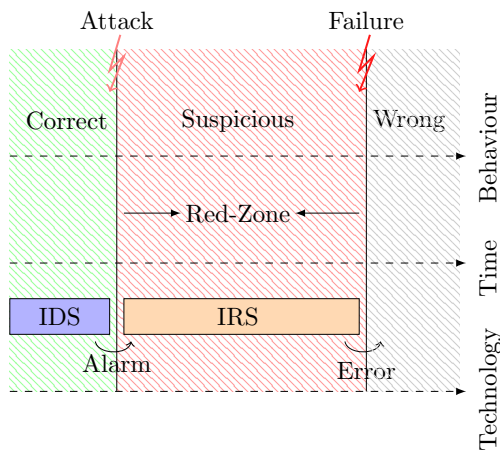 Attack
Failure
Correct
Suspicious
Wrong
Behaviour
Red-Zone
Time
IDS
IRS
Alarm
Error
Technology